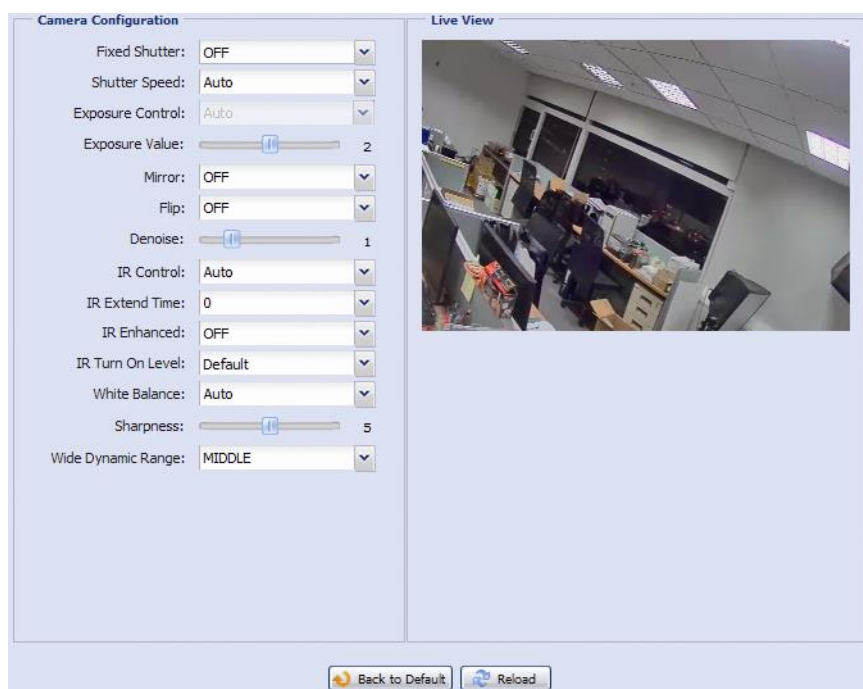 Camera Configuration
Fixed Shutter: OFF
Shutter Speed: Auto
Exposure Control: Auto
Exposure Value: 2
Mirror: OFF
Flip: OFF
Denoise: 1
IR Control: Auto
IR Extend Time: 0
IR Enhanced: OFF
IR Turn On Level: Default
White Balance: Auto
Sharpness: 5
Wide Dynamic Range: MIDDLE
Live View
Back to Default
Reload